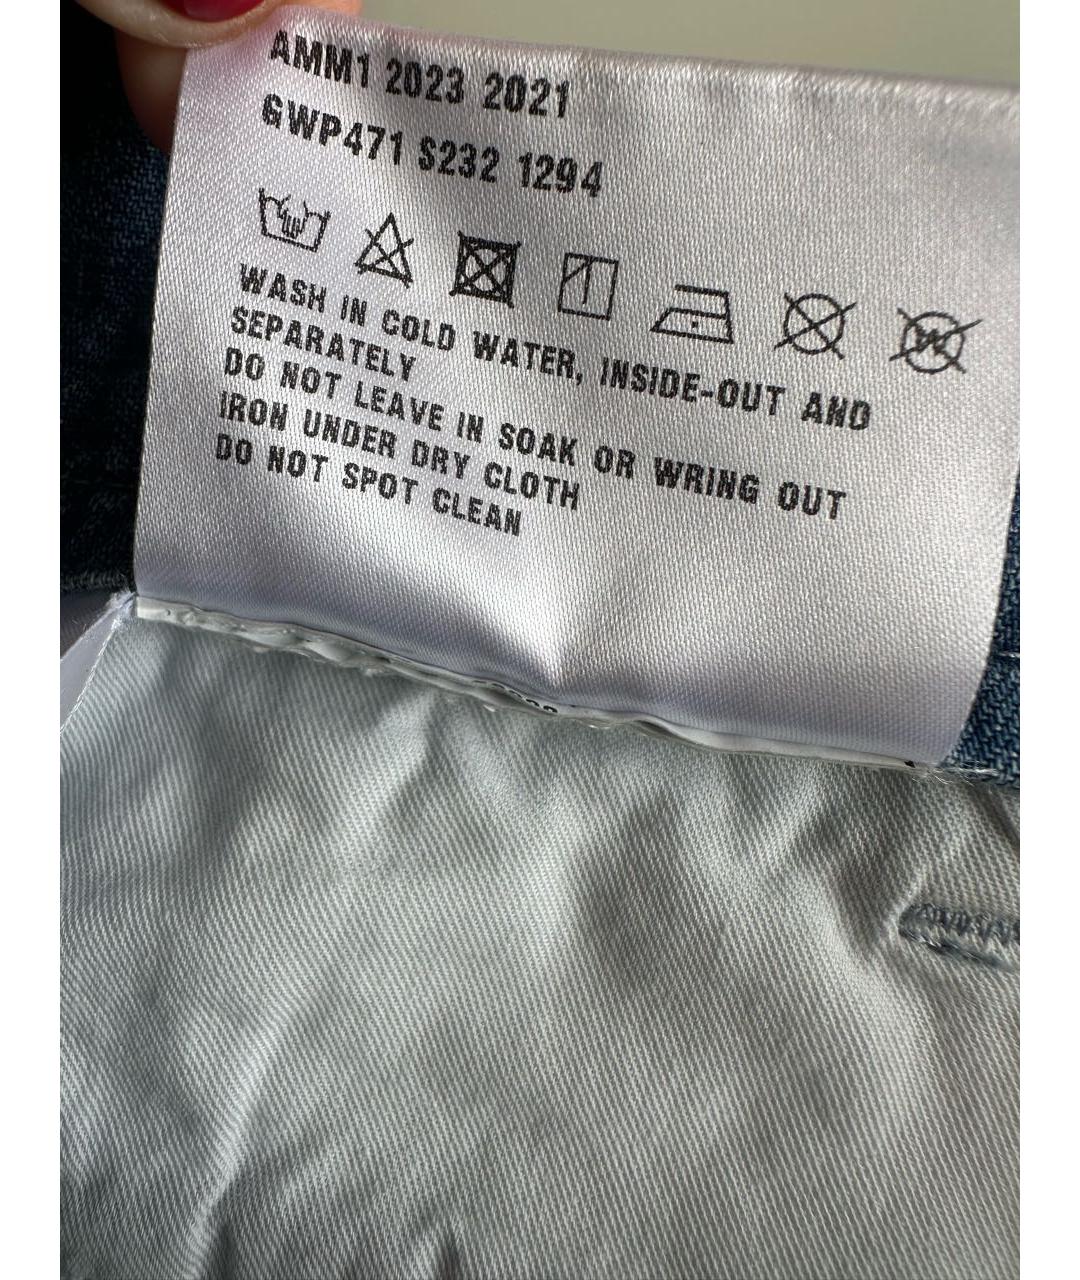 AMM1 2023 2021
GWP471 S232 1294
WASH IN COLD WATER, INSIDE-OUT AND
SEPARATELY
DO NOT LEAVE IN SOAK OR WRING OUT
IRON UNDER DRY CLOTH
DO NOT SPOT CLEAN